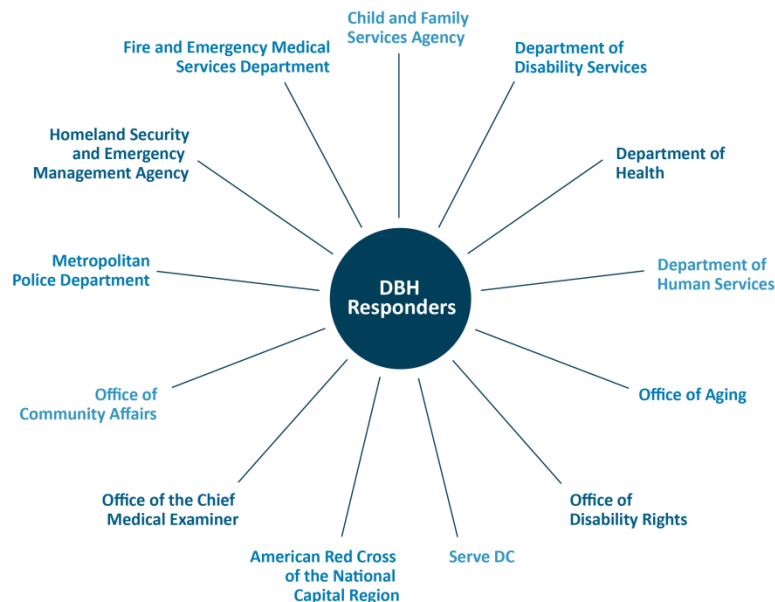 Child and Family
Services Agency
Fire and Emergency Medical
Services Department
Department of
Disability Services
Homeland Security
and Emergency
Management Agency
Department of
Health
Metropolitan
Police Department
DBH
Responders
Department of
Human Services
Office of
Community Affairs
Office of Aging
Office of the Chief
Medical Examiner
Office of
Disability Rights
American Red Cross
of the National
Capital Region
Serve DC